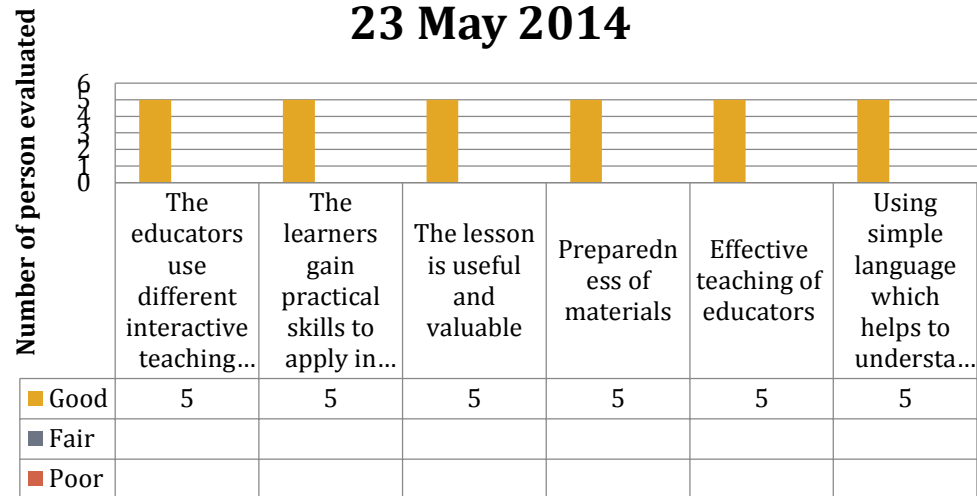 23 May 2014
Number of person evaluated
6
5
4
3
2
1
0
The
educators
use
different
interactive
teaching...
The
learners
gain
practical
skills to
apply in...
The lesson
is useful
and
valuable
Preparedn
ess of
materials
Effective
teaching of
educators
Using
simple
language
which
helps to
understa...
Good 5 5 5 5 5 5
Fair
Poor